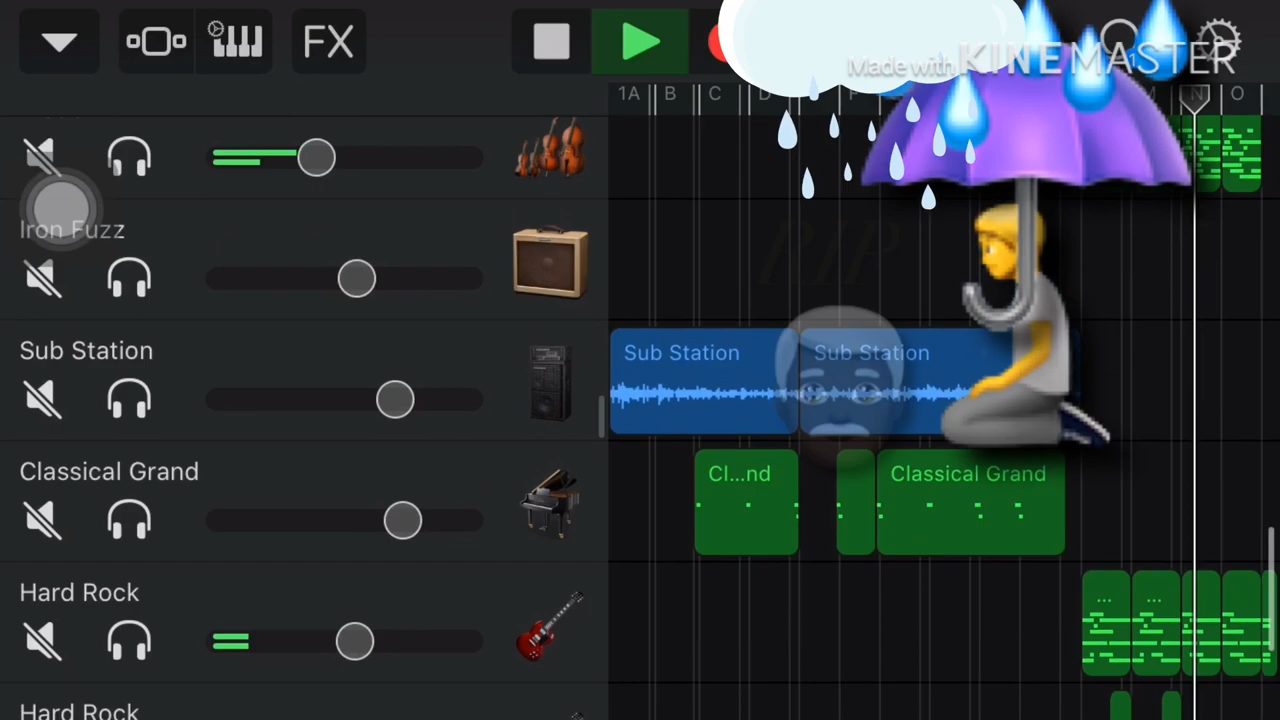 FX
Made with KINEMASTER
1A B C D F M N O
Iron Fuzz
RIP
Sub Station
Sub Station
Sub Station
Classical Grand
Cl...nd
Classical Grand
Hard Rock
... ...
Hard Rock